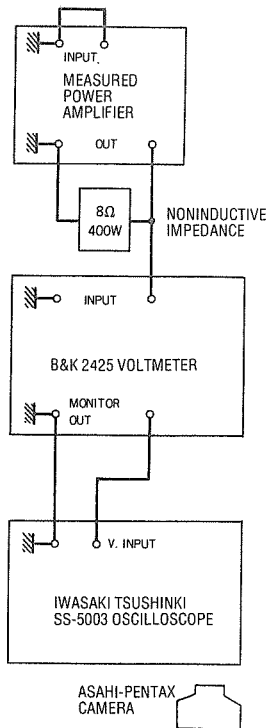 INPUT.
MEASURED
POWER
AMPLIFIER
OUT
8Ω
400W
NONINDUCTIVE
IMPEDANCE
INPUT
B&K 2425 VOLTMETER
MONITOR
OUT
V. INPUT
IWASAKI TSUSHINKI
SS-5003 OSCILLOSCOPE
ASAHI-PENTAX
CAMERA